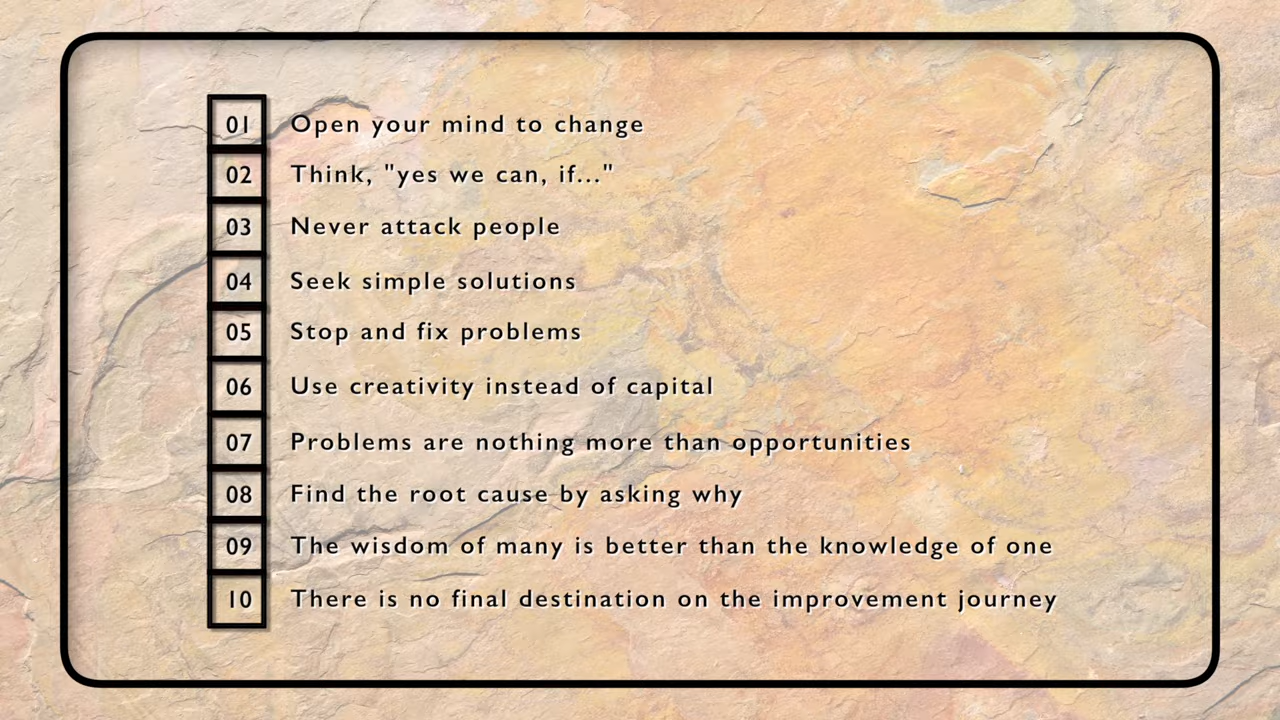 01 Open your mind to change
02 Think, "yes we can, if..."
03 Never attack people
04 Seek simple solutions
05 Stop and fix problems
06 Use creativity instead of capital
07 Problems are nothing more than opportunities
08 Find the root cause by asking why
09 The wisdom of many is better than the knowledge of one
10 There is no final destination on the improvement journey